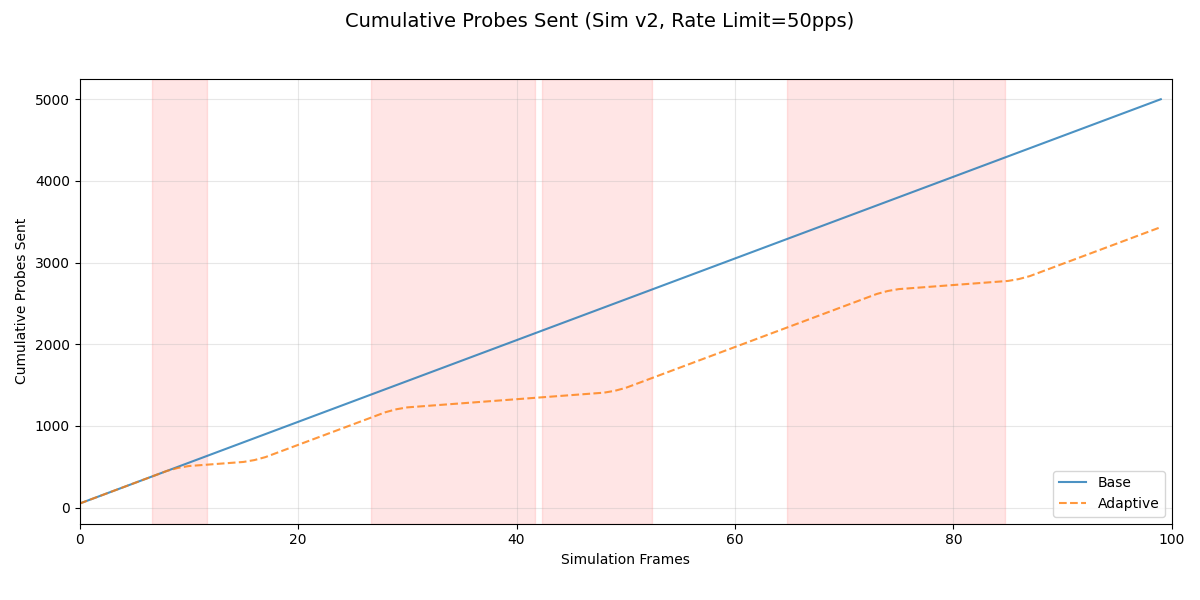 Cumulative Probes Sent (Sim v2, Rate Limit=50pps)
Cumulative Probes Sent
5000
4000
3000
2000
1000
0
0 20 40 60 80 100
Simulation Frames
Base
Adaptive